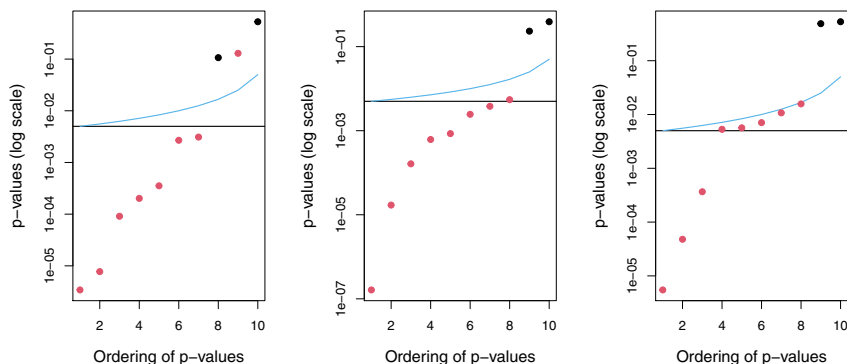 p−values (log scale)
1e−05
1e−04
1e−03
1e−02
1e−01
2
4
6
8
10
Ordering of p−values
p−values (log scale)
1e−07
1e−05
1e−03
1e−01
2
4
6
8
10
Ordering of p−values
p−values (log scale)
1e−05
1e−04
1e−03
1e−02
1e−01
2
4
6
8
10
Ordering of p−values